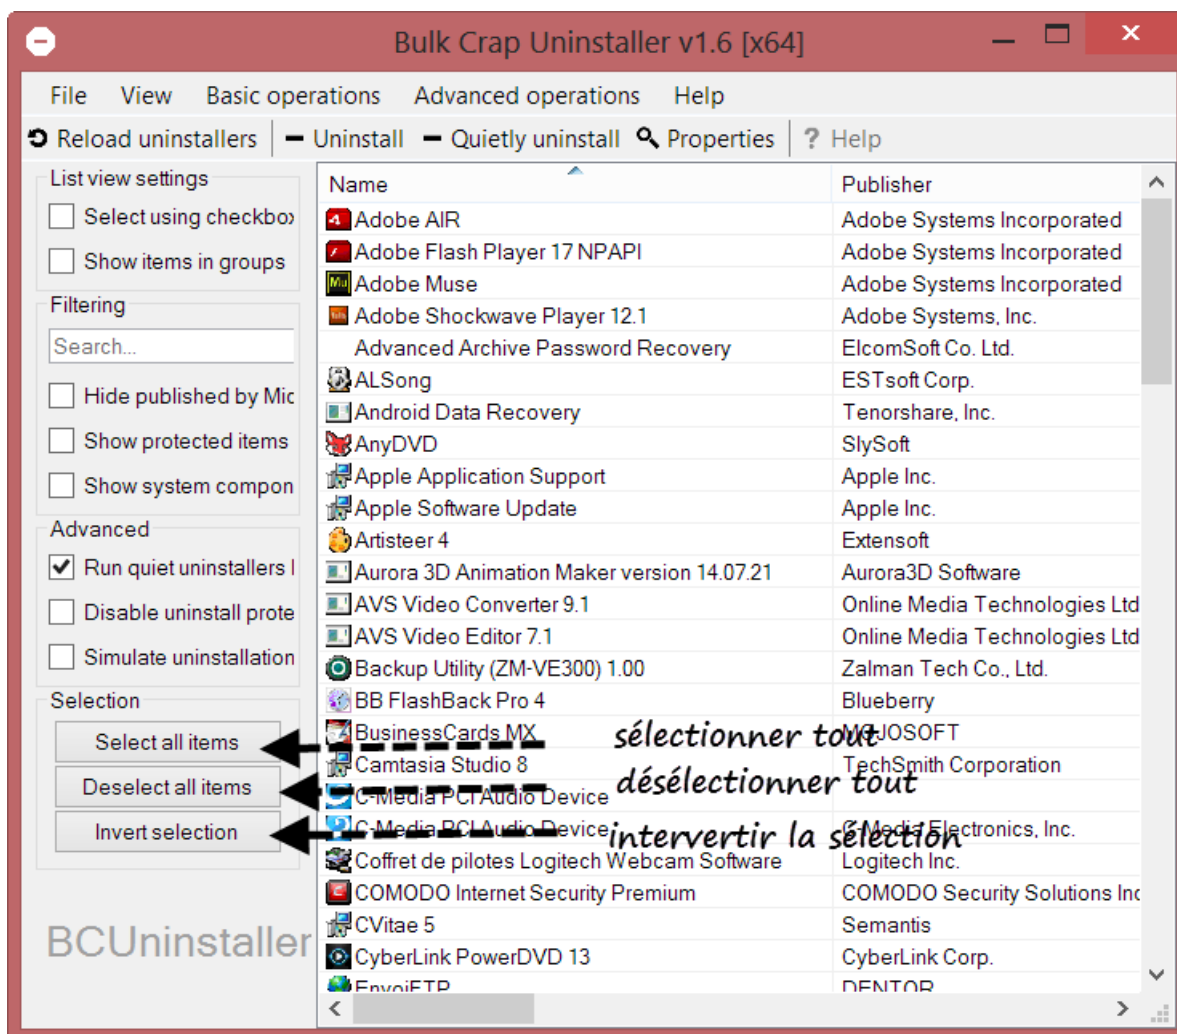 Bulk Crap Uninstaller v1.6 [x64]
File View Basic operations Advanced operations Help
Reload uninstallers Uninstall Quietly uninstall Properties ? Help
List view settings
Select using checkbox
Show items in groups
Filtering
Search...
Hide published by Mic
Show protected items
Show system compon
Advanced
Run quiet uninstallers
Disable uninstall prote
Simulate uninstallation
Selection
Select all items
Deselect all items
Invert selection
BCUninstaller
Name Publisher
Adobe AIR Adobe Systems Incorporated
Adobe Flash Player 17 NPAPI Adobe Systems Incorporated
Adobe Muse Adobe Systems Incorporated
Adobe Shockwave Player 12.1 Adobe Systems, Inc.
Advanced Archive Password Recovery ElcomSoft Co. Ltd.
ALSong ESTsoft Corp.
Android Data Recovery Tenorshare, Inc.
AnyDVD SlySoft
Apple Application Support Apple Inc.
Apple Software Update Apple Inc.
Artisteer 4 Extensoft
Aurora 3D Animation Maker version 14.07.21 Aurora3D Software
AVS Video Converter 9.1 Online Media Technologies Ltd
AVS Video Editor 7.1 Online Media Technologies Ltd
Backup Utility (ZM-VE300) 1.00 Zalman Tech Co., Ltd.
BB FlashBack Pro 4 Blueberry
BusinessCards MX MOJOSOFT
sélectionner tout
Camtasia Studio 8 TechSmith Corporation
désélectionner tout
C-Media PCI Audio Device
C-Media PCI Audio Device C-Media Electronics, Inc.
intervertir la sélection
Coffret de pilotes Logitech Webcam Software Logitech Inc.
COMODO Internet Security Premium COMODO Security Solutions Inc
CVitae 5 Semantis
CyberLink PowerDVD 13 CyberLink Corp.
EnvoiFTP DENTOR